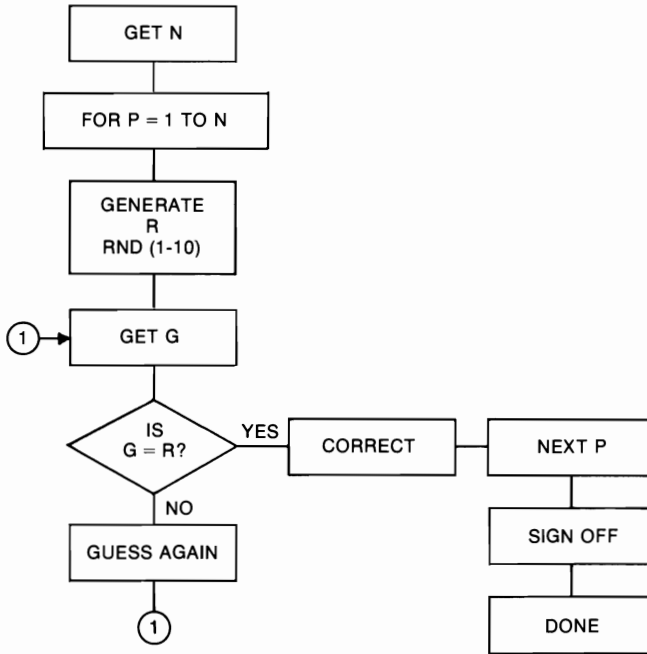 GET N
FOR P = 1 TO N
GENERATE
R
RND (1-10)
1
GET G
IS
G = R?
YES
CORRECT
NEXT P
NO
SIGN OFF
GUESS AGAIN
1
DONE